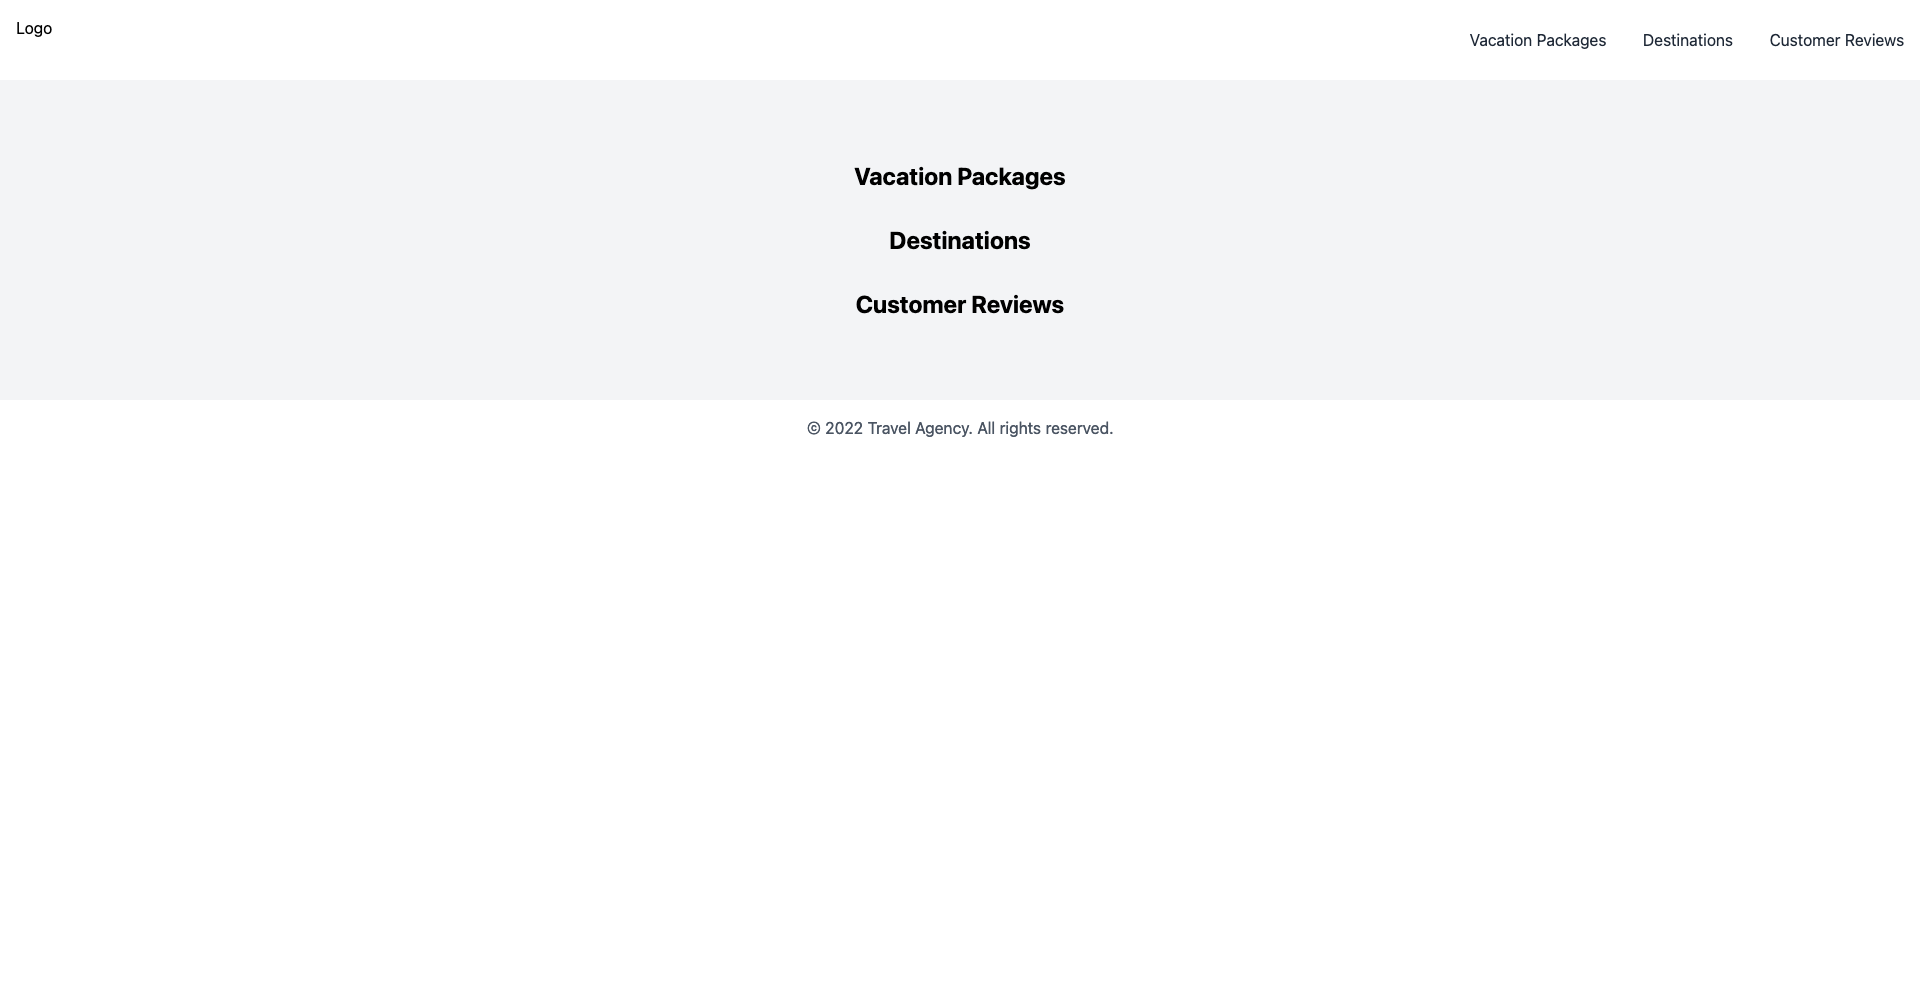 Logo
Vacation Packages Destinations Customer Reviews
Vacation Packages
Destinations
Customer Reviews
© 2022 Travel Agency. All rights reserved.